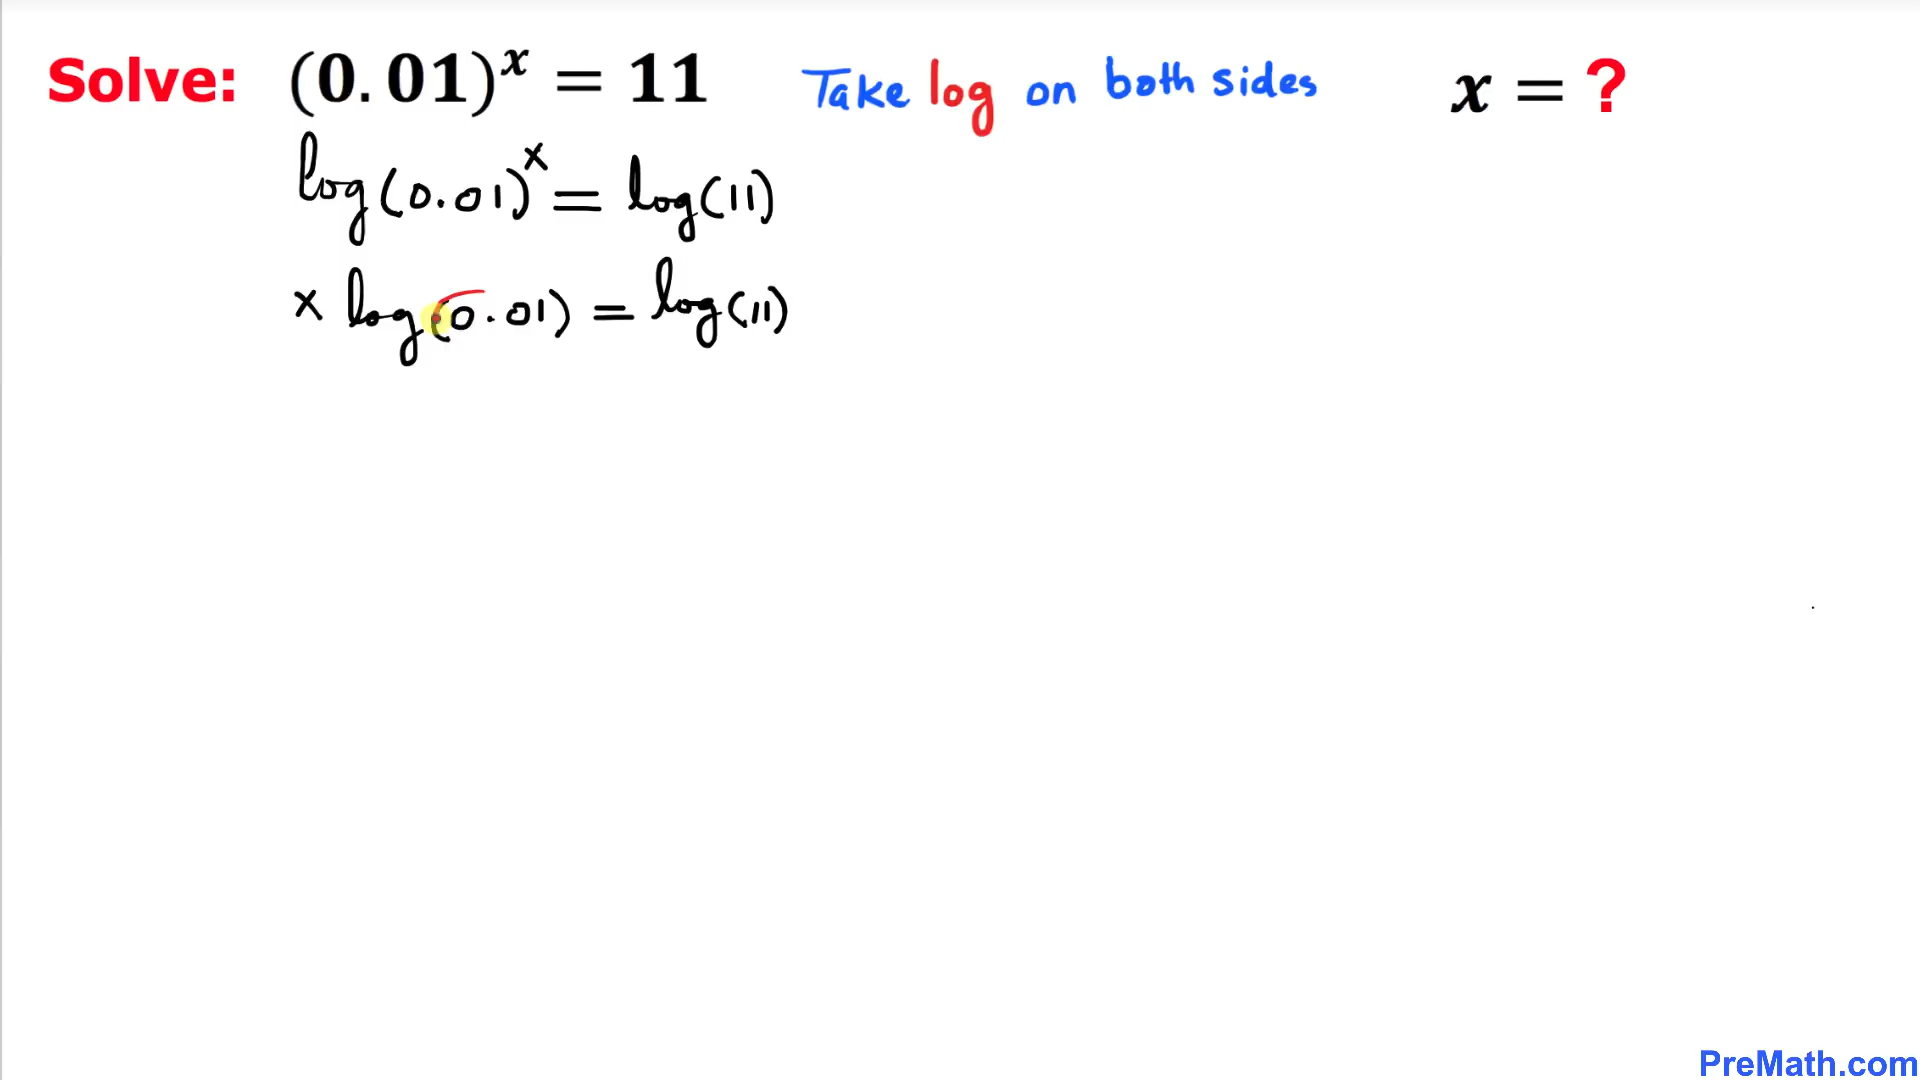 Solve: (0.01)^x = 11 Take log on both sides x = ?
log(0.01)^x = log(11)
x log(0.01) = log(11)
PreMath.com